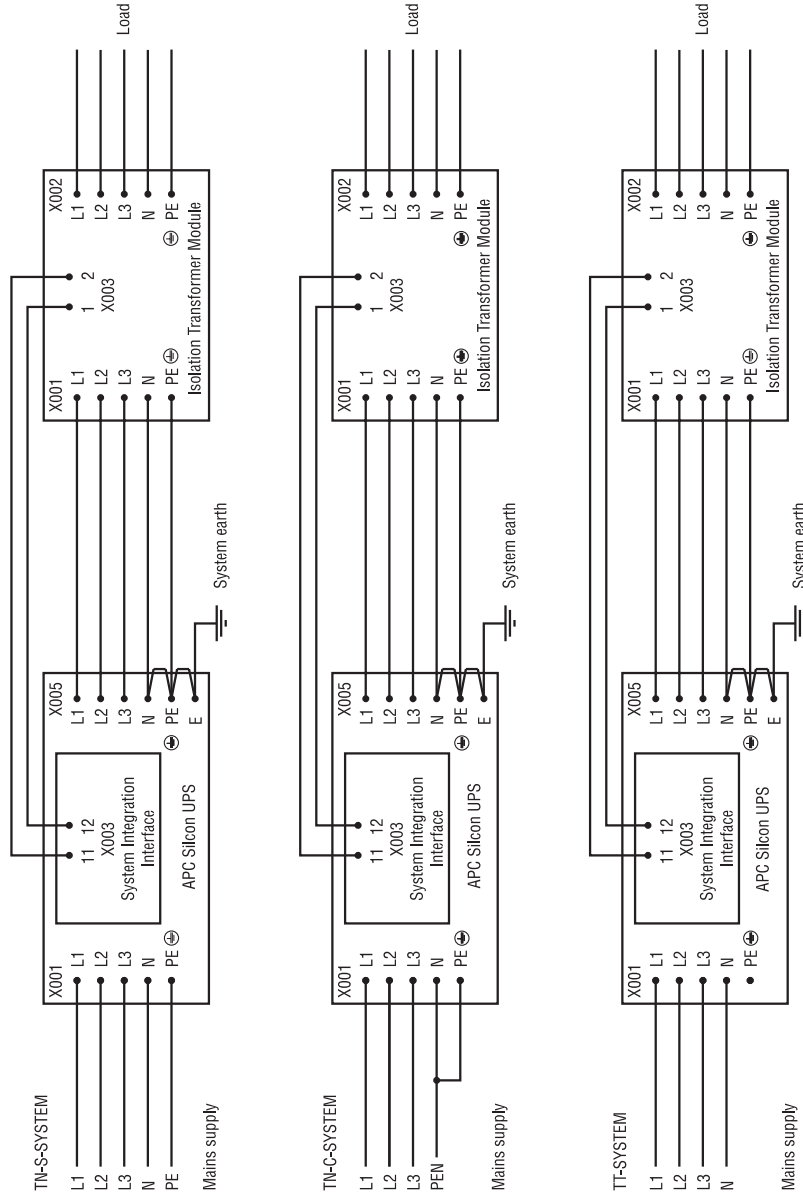 TN-S-SYSTEM
L1
L2
L3
N
PE
Mains supply
X001
L1
L2
L3
N
PE
11 12
X003
System Integration
Interface
APC Silcon UPS
X005
L1
L2
L3
N
PE
E
System earth
X001
L1
L2
L3
N
PE
1 2
X003
Isolation Transformer Module
X002
L1
L2
L3
N
PE
Load
TN-C-SYSTEM
L1
L2
L3
PEN
Mains supply
X001
L1
L2
L3
N
PE
11 12
X003
System Integration
Interface
APC Silcon UPS
X005
L1
L2
L3
N
PE
E
System earth
X001
L1
L2
L3
N
PE
1 2
X003
Isolation Transformer Module
X002
L1
L2
L3
N
PE
Load
TT-SYSTEM
L1
L2
L3
N
Mains supply
X001
L1
L2
L3
N
PE
11 12
X003
System Integration
Interface
APC Silcon UPS
X005
L1
L2
L3
N
PE
E
System earth
X001
L1
L2
L3
N
PE
1 2
X003
Isolation Transformer Module
X002
L1
L2
L3
N
PE
Load